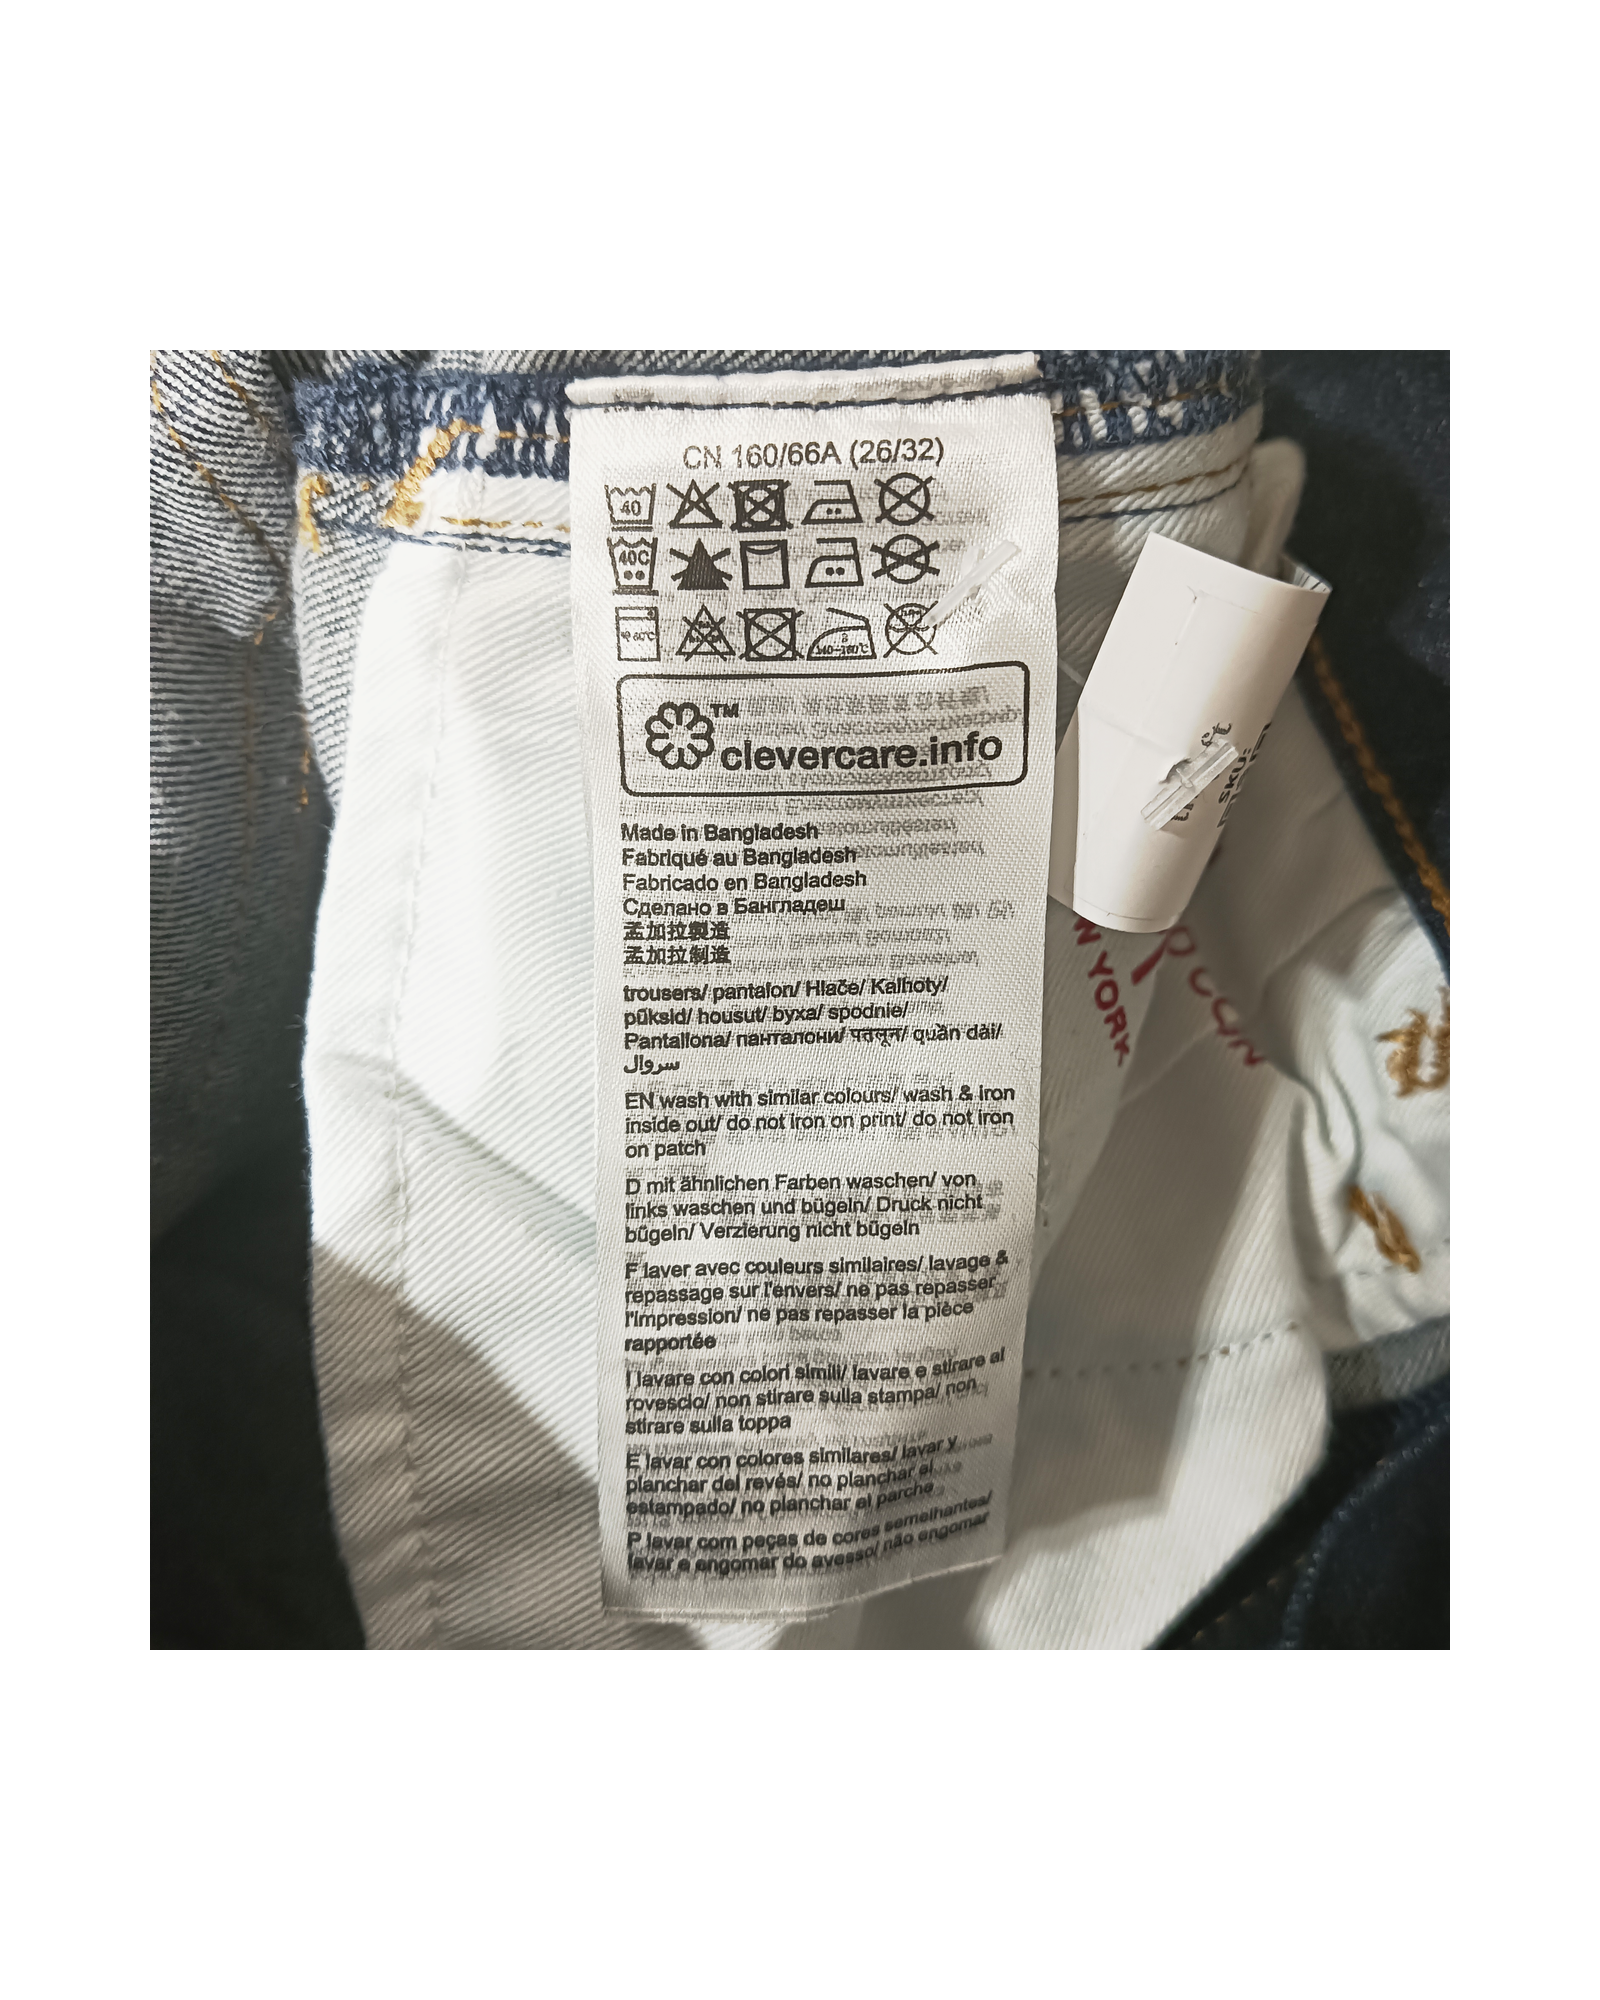 CN 160/66A (26/32)
40
40C
140-160°C
TM
clevercare.info
Made in Bangladesh
Fabriqué au Bangladesh
Fabricado en Bangladesh
Сделано в Бангладеш
孟加拉製造
孟加拉制造
trousers/ pantalon/ Hlače/ Kalhoty/
püksid/ housut/ byxa/ spodnie/
Pantallona/ панталони/ पतलून/ quần dài/
سروال
EN wash with similar colours/ wash & iron
inside out/ do not iron on print/ do not iron
on patch
D mit ähnlichen Farben waschen/ von
links waschen und bügeln/ Druck nicht
bügeln/ Verzierung nicht bügeln
F laver avec couleurs similaires/ lavage &
repassage sur l'envers/ ne pas repasser
l'impression/ ne pas repasser la pièce
rapportée
I lavare con colori simili/ lavare e stirare al
rovescio/ non stirare sulla stampa/ non
stirare sulla toppa
E lavar con colores similares/ lavar y
planchar del revés/ no planchar el
estampado/ no planchar el parche
P lavar com peças de cores semelhantes/
lavar e engomar do avesso/ não engomar
SKU:
YORK